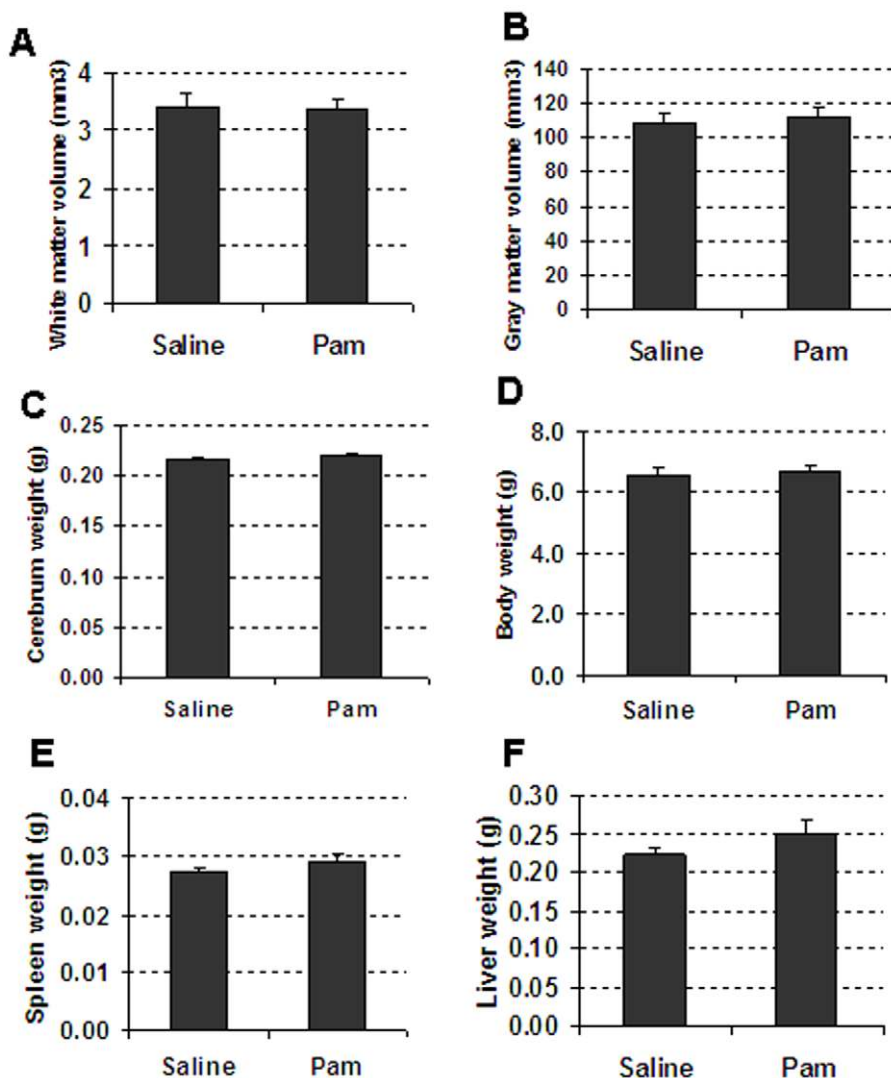 A
White matter volume (mm3)
4
3
2
1
0
Saline Pam
B
Gray matter volume (mm3)
140
120
100
80
60
40
20
0
Saline Pam
C
Cerebrum weight (g)
0.25
0.20
0.15
0.10
0.05
0.00
Saline Pam
D
Body weight (g)
8.0
6.0
4.0
2.0
0.0
Saline Pam
E
Spleen weight (g)
0.04
0.03
0.02
0.01
0.00
Saline Pam
F
Liver weight (g)
0.30
0.25
0.20
0.15
0.10
0.05
0.00
Saline Pam